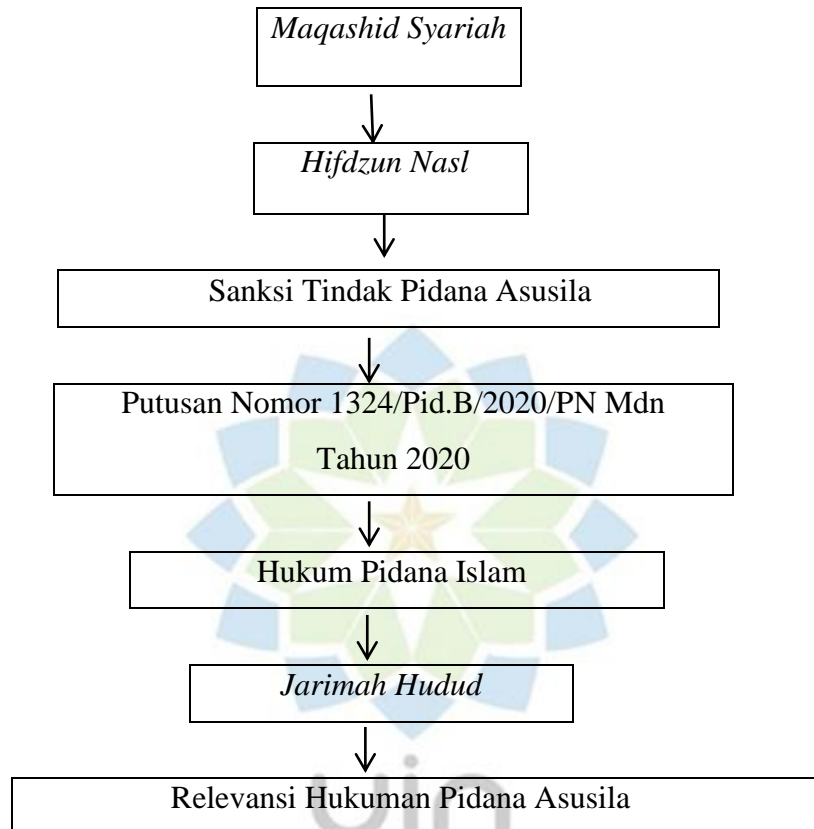 Maqashid Syariah
Hifdzun Nasl
Sanksi Tindak Pidana Asusila
Putusan Nomor 1324/Pid.B/2020/PN Mdn
Tahun 2020
Hukum Pidana Islam
Jarimah Hudud
Relevansi Hukuman Pidana Asusila
uin